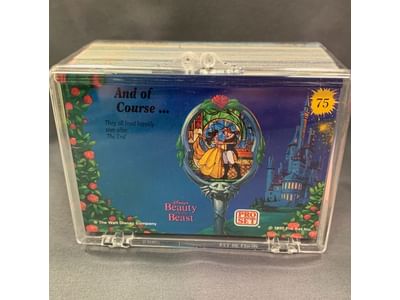 And of
Course ...
They all lived happily
ever after.
The End
75
Disney's
Beauty
and the
Beast
PRO
SET
© The Walt Disney Company